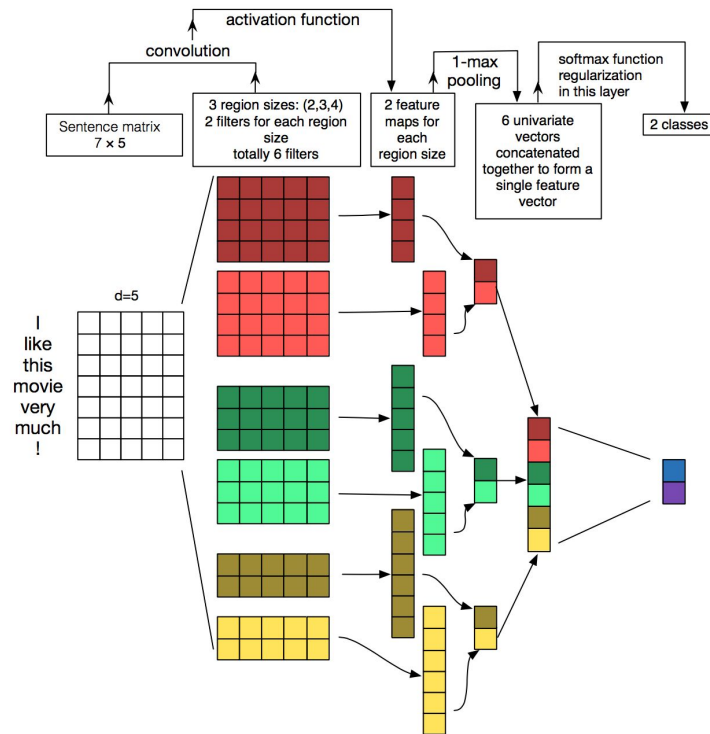 activation function
convolution
1-max
pooling
softmax function
regularization
in this layer
Sentence matrix
7 × 5
3 region sizes: (2,3,4)
2 filters for each region
size
totally 6 filters
2 feature
maps for
each
region size
6 univariate
vectors
concatenated
together to form a
single feature
vector
2 classes
d=5
I
like
this
movie
very
much
!